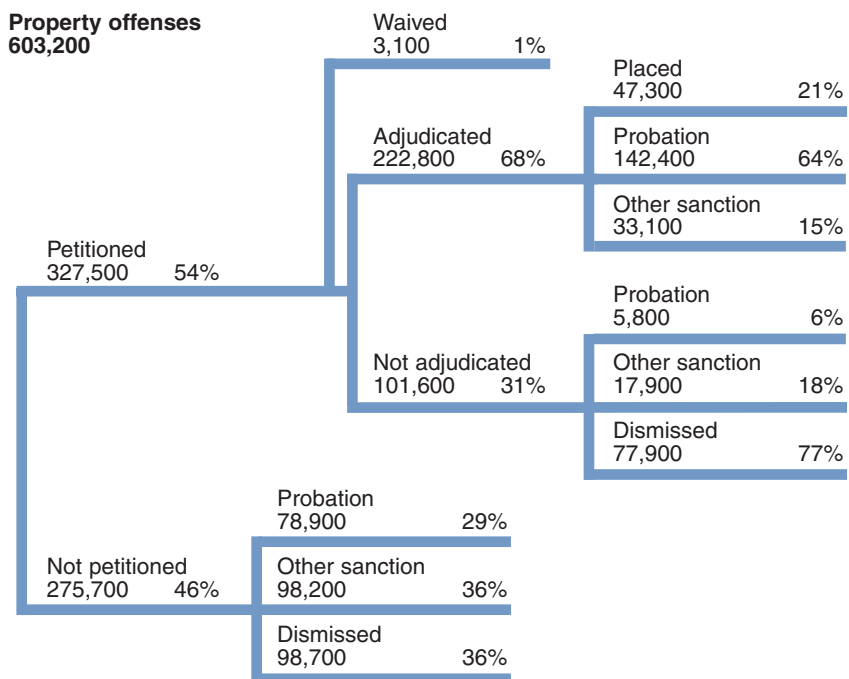 Property offenses
603,200
Waived
3,100 1%
Placed
47,300 21%
Adjudicated
222,800 68%
Probation
142,400 64%
Other sanction
33,100 15%
Petitioned
327,500 54%
Probation
5,800 6%
Not adjudicated
101,600 31%
Other sanction
17,900 18%
Dismissed
77,900 77%
Probation
78,900 29%
Not petitioned
275,700 46%
Other sanction
98,200 36%
Dismissed
98,700 36%